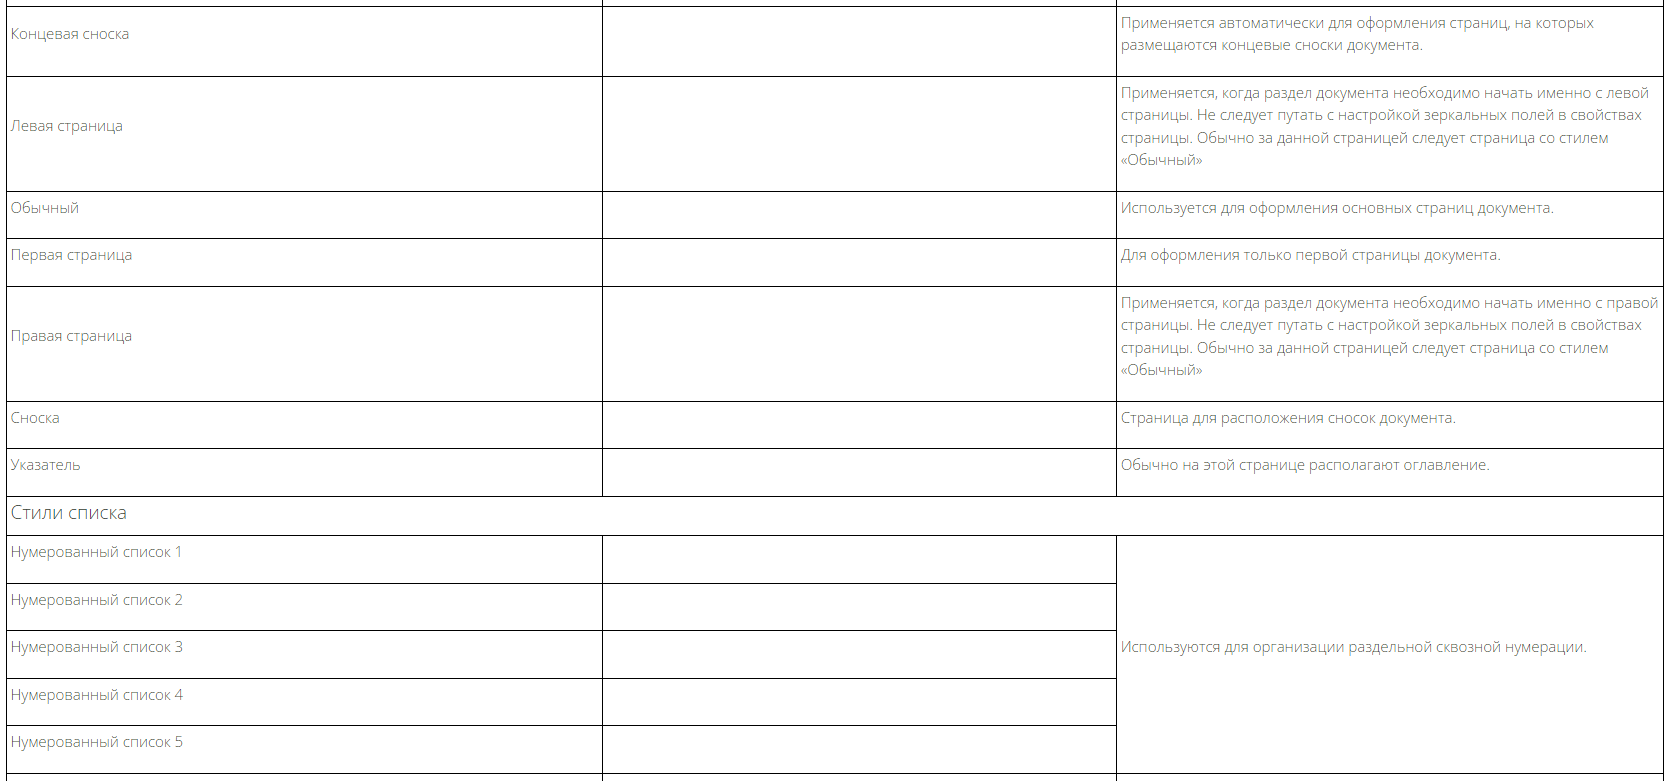 Концевая сноска
Применяется автоматически для оформления страниц, на которых
размещаются концевые сноски документа.
Левая страница
Применяется, когда раздел документа необходимо начать именно с левой
страницы. Не следует путать с настройкой зеркальных полей в свойствах
страницы. Обычно за данной страницей следует страница со стилем
«Обычный»
Обычный
Используется для оформления основных страниц документа.
Первая страница
Для оформления только первой страницы документа.
Правая страница
Применяется, когда раздел документа необходимо начать именно с правой
страницы. Не следует путать с настройкой зеркальных полей в свойствах
страницы. Обычно за данной страницей следует страница со стилем
«Обычный»
Сноска
Страница для расположения сносок документа.
Указатель
Обычно на этой странице располагают оглавление.
Стили списка
Нумерованный список 1
Нумерованный список 2
Нумерованный список 3
Используются для организации раздельной сквозной нумерации.
Нумерованный список 4
Нумерованный список 5